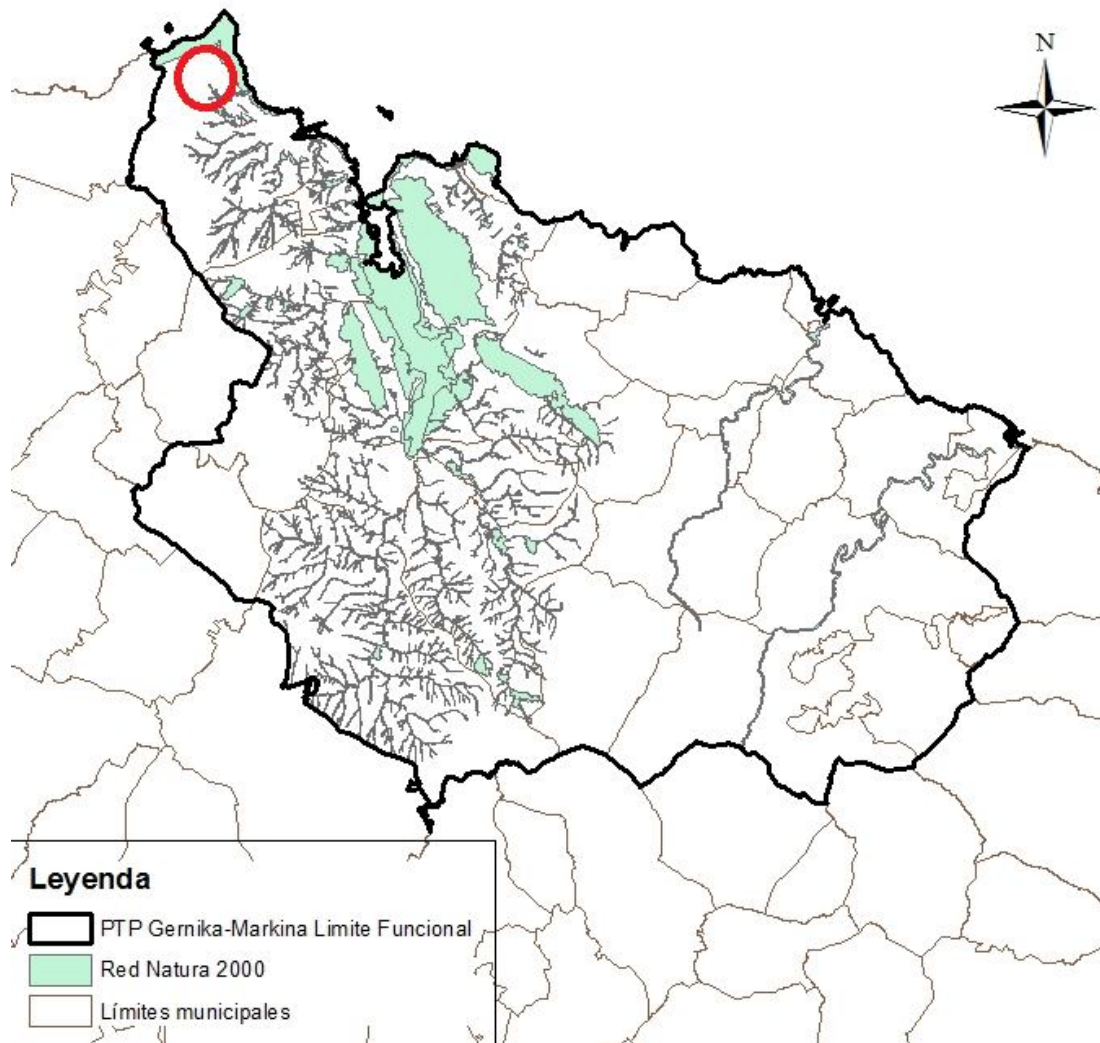 N
Leyenda
PTP Gernika-Markina Limite Funcional
Red Natura 2000
Límites municipales